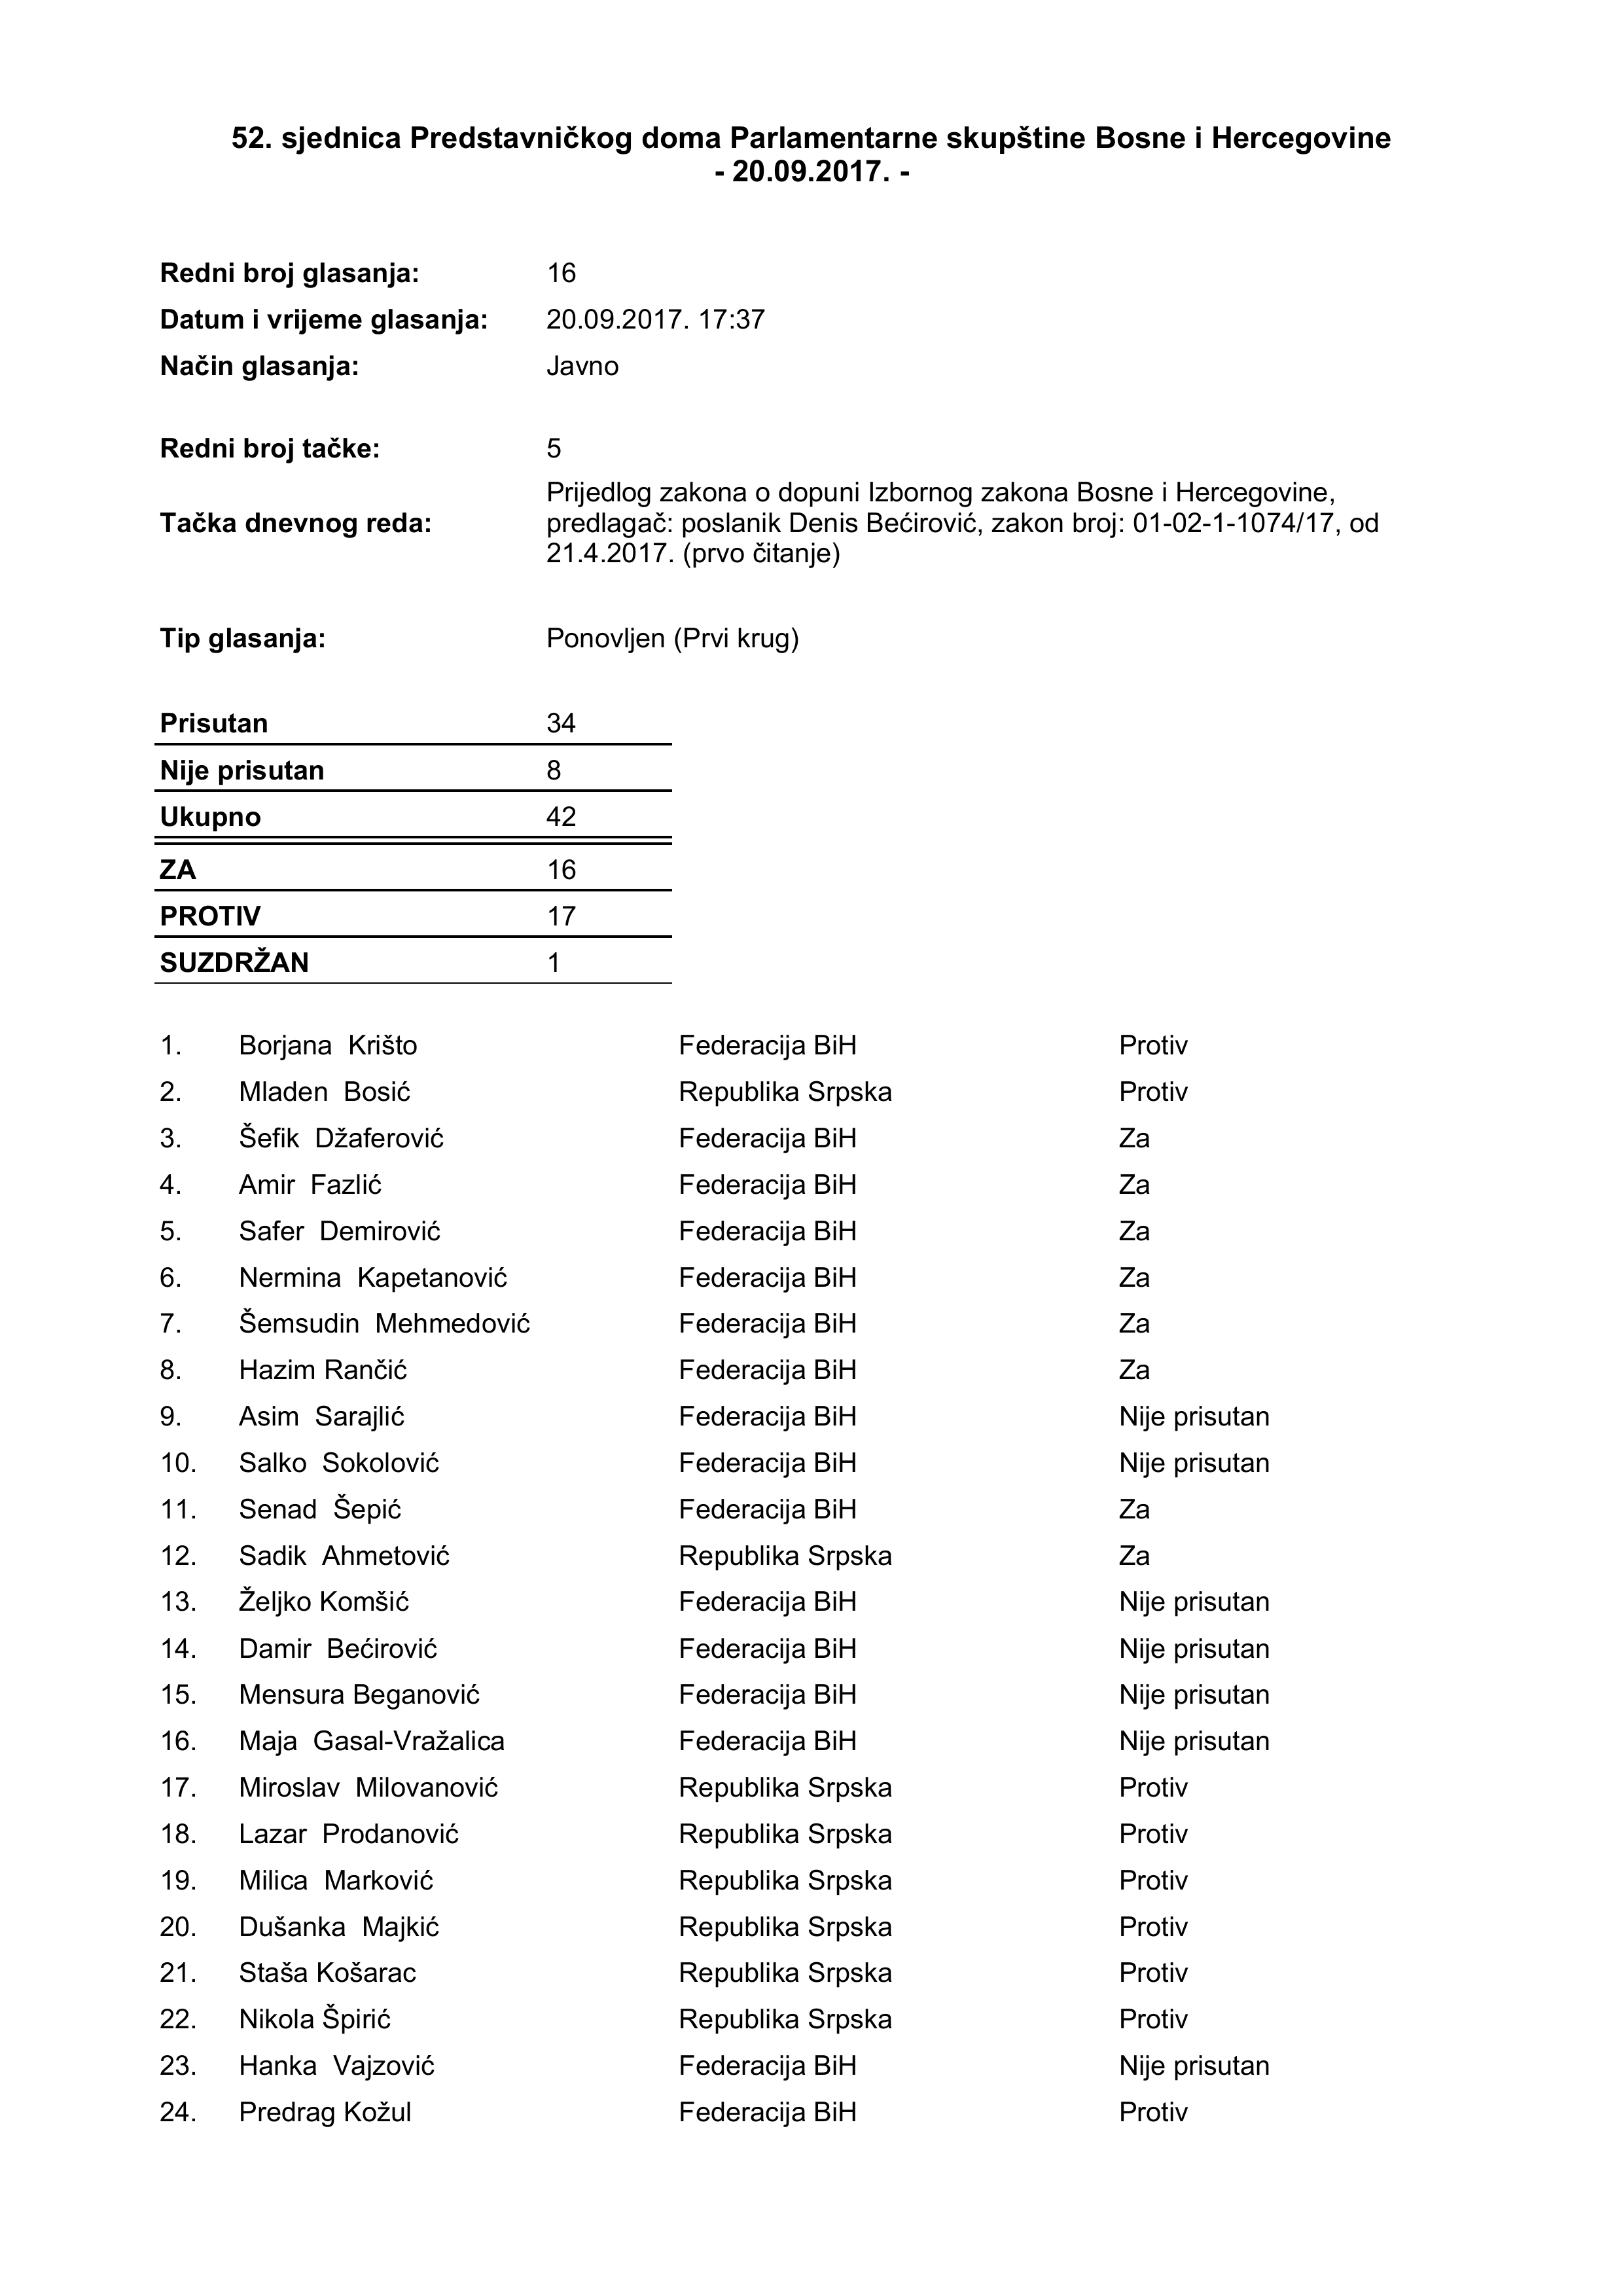 52. sjednica Predstavničkog doma Parlamentarne skupštine Bosne i Hercegovine
- 20.09.2017. -
Redni broj glasanja: 16
Datum i vrijeme glasanja: 20.09.2017. 17:37
Način glasanja: Javno
Redni broj tačke: 5
Tačka dnevnog reda: Prijedlog zakona o dopuni Izbornog zakona Bosne i Hercegovine,
predlagač: poslanik Denis Bećirović, zakon broj: 01-02-1-1074/17, od
21.4.2017. (prvo čitanje)
Tip glasanja: Ponovljen (Prvi krug)
Prisutan 34
Nije prisutan 8
Ukupno 42
ZA 16
PROTIV 17
SUZDRŽAN 1
1. Borjana Krišto Federacija BiH Protiv
2. Mladen Bosić Republika Srpska Protiv
3. Šefik Džaferović Federacija BiH Za
4. Amir Fazlić Federacija BiH Za
5. Safer Demirović Federacija BiH Za
6. Nermina Kapetanović Federacija BiH Za
7. Šemsudin Mehmedović Federacija BiH Za
8. Hazim Rančić Federacija BiH Za
9. Asim Sarajlić Federacija BiH Nije prisutan
10. Salko Sokolović Federacija BiH Nije prisutan
11. Senad Šepić Federacija BiH Za
12. Sadik Ahmetović Republika Srpska Za
13. Željko Komšić Federacija BiH Nije prisutan
14. Damir Bećirović Federacija BiH Nije prisutan
15. Mensura Beganović Federacija BiH Nije prisutan
16. Maja Gasal-Vražalica Federacija BiH Nije prisutan
17. Miroslav Milovanović Republika Srpska Protiv
18. Lazar Prodanović Republika Srpska Protiv
19. Milica Marković Republika Srpska Protiv
20. Dušanka Majkić Republika Srpska Protiv
21. Staša Košarac Republika Srpska Protiv
22. Nikola Špirić Republika Srpska Protiv
23. Hanka Vajzović Federacija BiH Nije prisutan
24. Predrag Kožul Federacija BiH Protiv